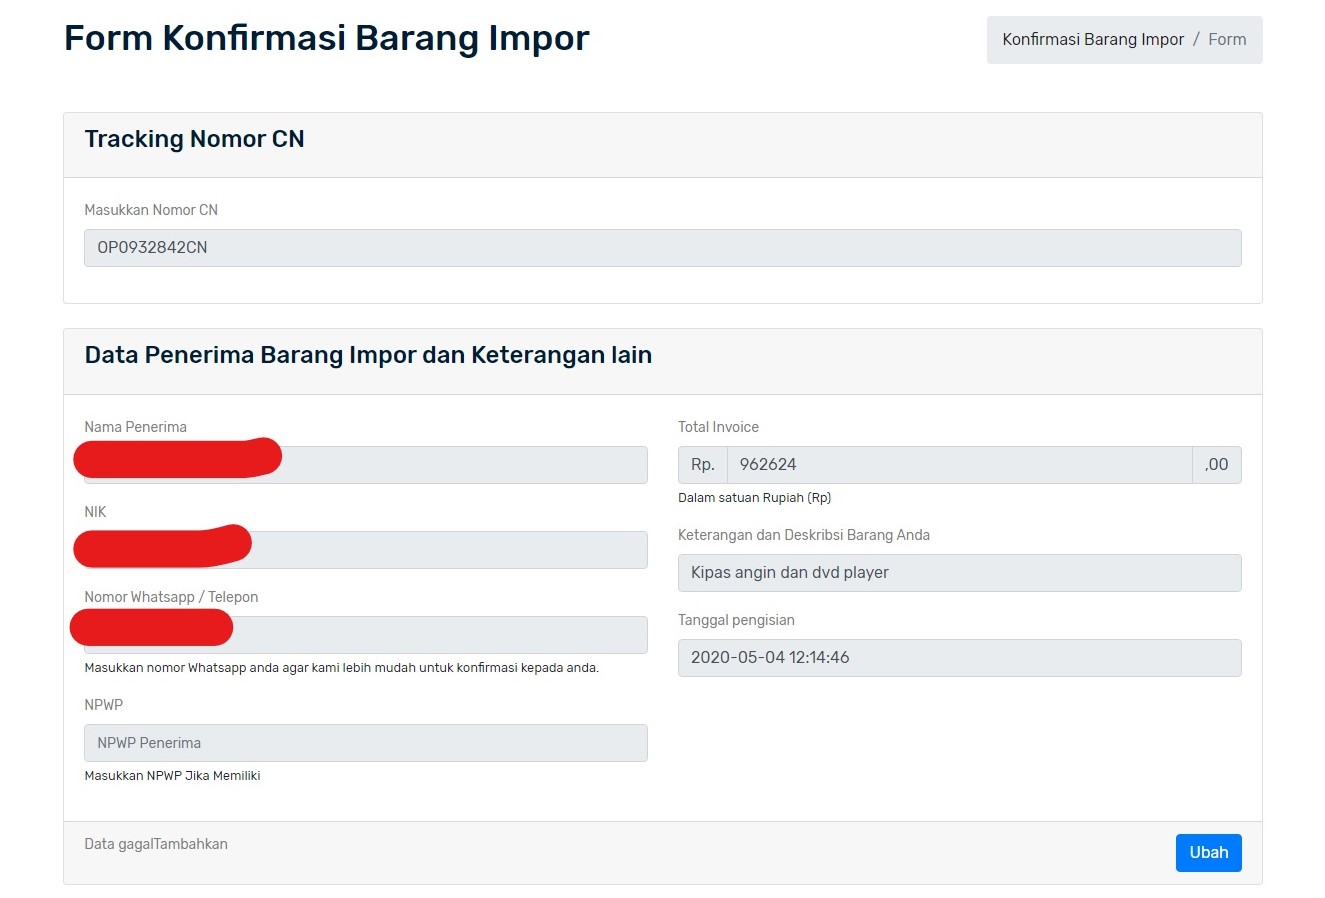 Form Konfirmasi Barang Impor
Konfirmasi Barang Impor / Form
Tracking Nomor CN
Masukkan Nomor CN
OP0932842CN
Data Penerima Barang Impor dan Keterangan lain
Nama Penerima
NIK
Nomor Whatsapp / Telepon
Masukkan nomor Whatsapp anda agar kami lebih mudah untuk konfirmasi kepada anda.
NPWP
NPWP Penerima
Masukkan NPWP Jika Memiliki
Total Invoice
Rp. 962624 ,00
Dalam satuan Rupiah (Rp)
Keterangan dan Deskribsi Barang Anda
Kipas angin dan dvd player
Tanggal pengisian
2020-05-04 12:14:46
Data gagalTambahkan
Ubah